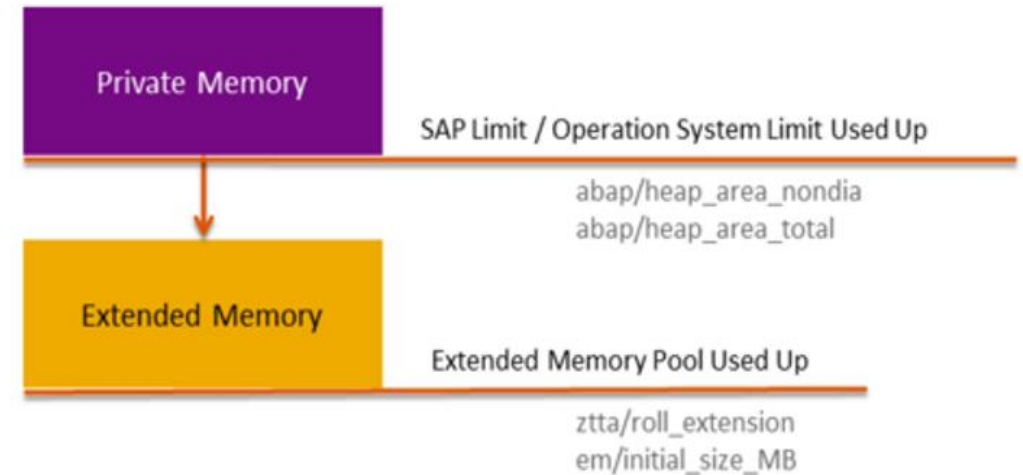 Private Memory
SAP Limit / Operation System Limit Used Up
abap/heap_area_nondia
abap/heap_area_total
Extended Memory
Extended Memory Pool Used Up
ztta/roll_extension
em/initial_size_MB